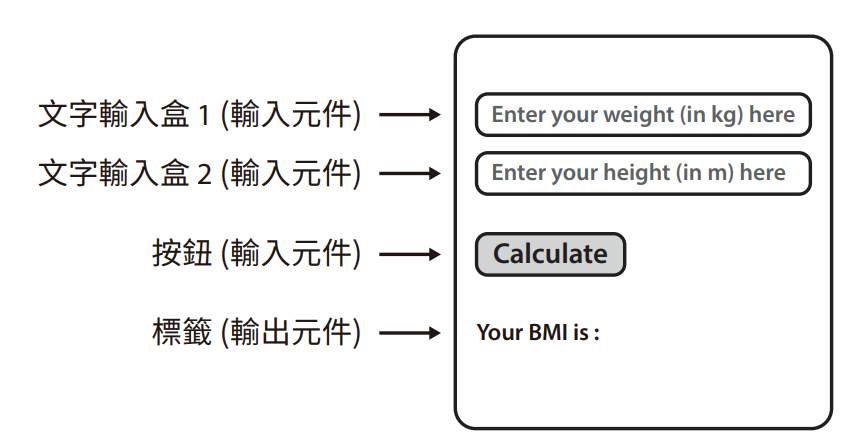 文字輸入盒 1 (輸入元件)
Enter your weight (in kg) here
文字輸入盒 2 (輸入元件)
Enter your height (in m) here
按鈕 (輸入元件)
Calculate
標籤 (輸出元件)
Your BMI is :